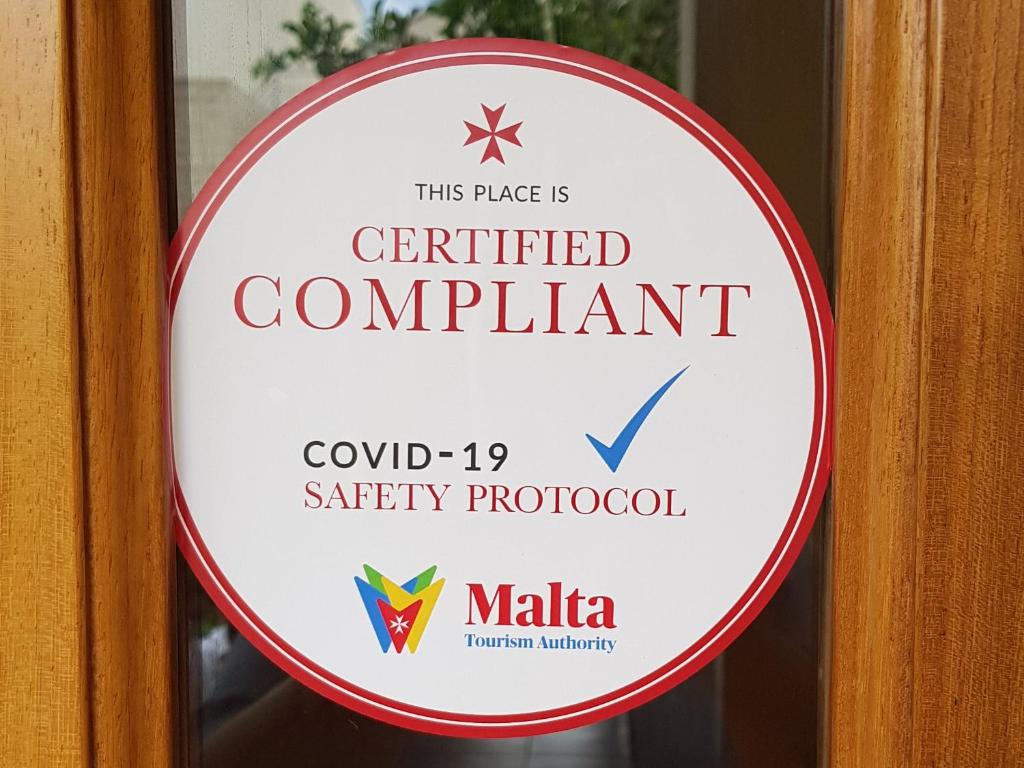 THIS PLACE IS
CERTIFIED
COMPLIANT
COVID-19
SAFETY PROTOCOL
Malta
Tourism Authority